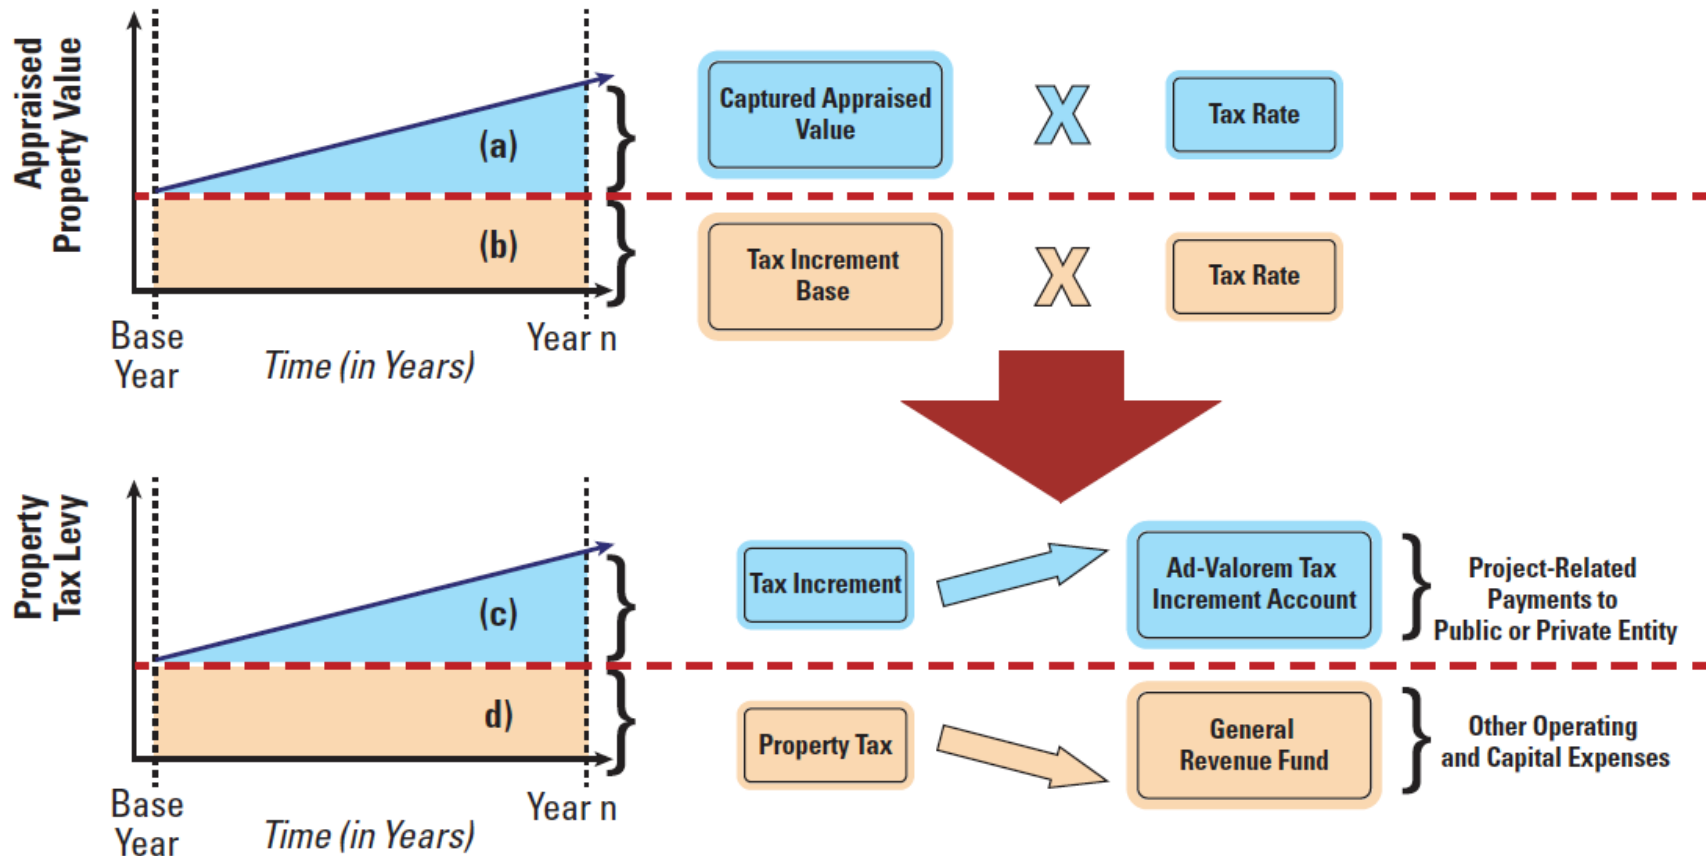 Appraised
Property Value
(a)
(b)
Base
Year
Time (in Years)
Year n
Captured Appraised
Value
X
Tax Rate
Tax Increment
Base
X
Tax Rate
Property
Tax Levy
(c)
d)
Base
Year
Time (in Years)
Year n
Tax Increment
Ad-Valorem Tax
Increment Account
Project-Related
Payments to
Public or Private Entity
Property Tax
General
Revenue Fund
Other Operating
and Capital Expenses